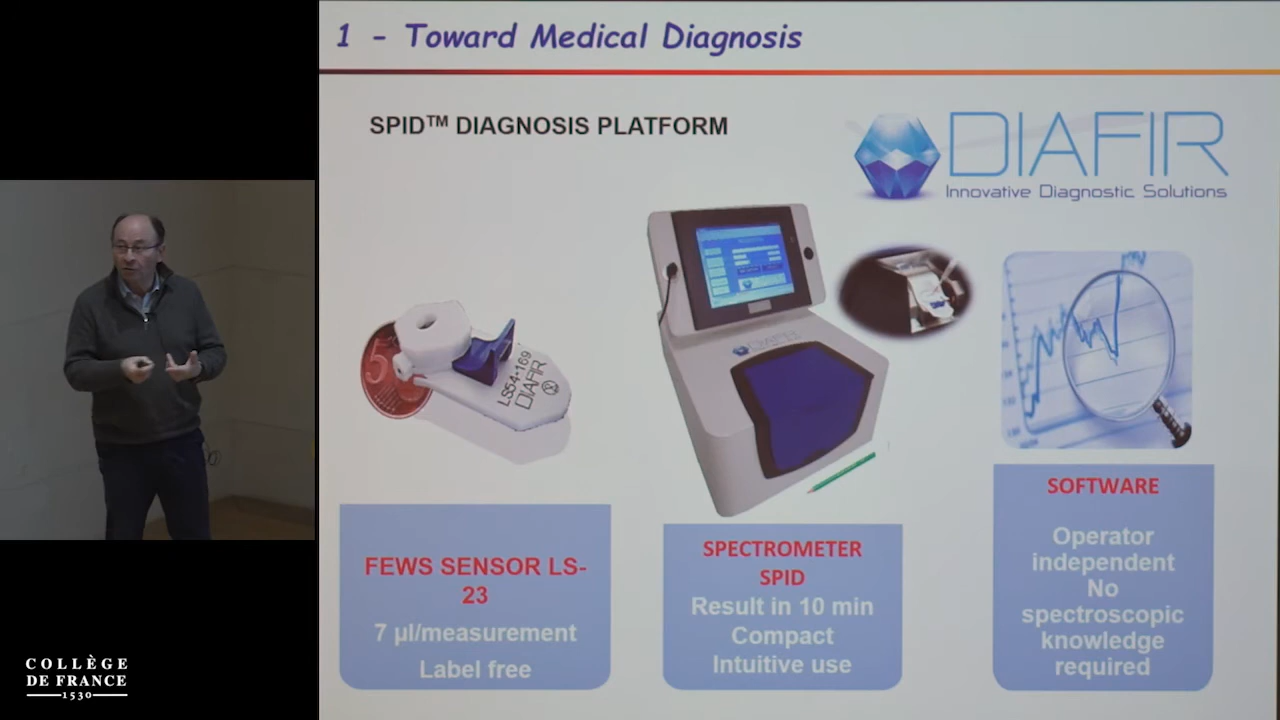 1 - Toward Medical Diagnosis
SPID™ DIAGNOSIS PLATFORM
DIAFIR
Innovative Diagnostic Solutions
5
LS54-169
DIAFIR
DIAFIR
FEWS SENSOR LS-
23
7 µl/measurement
Label free
SPECTROMETER
SPID
Result in 10 min
Compact
Intuitive use
SOFTWARE
Operator
independent
No
spectroscopic
knowledge
required
COLLÈGE
DE FRANCE
1530